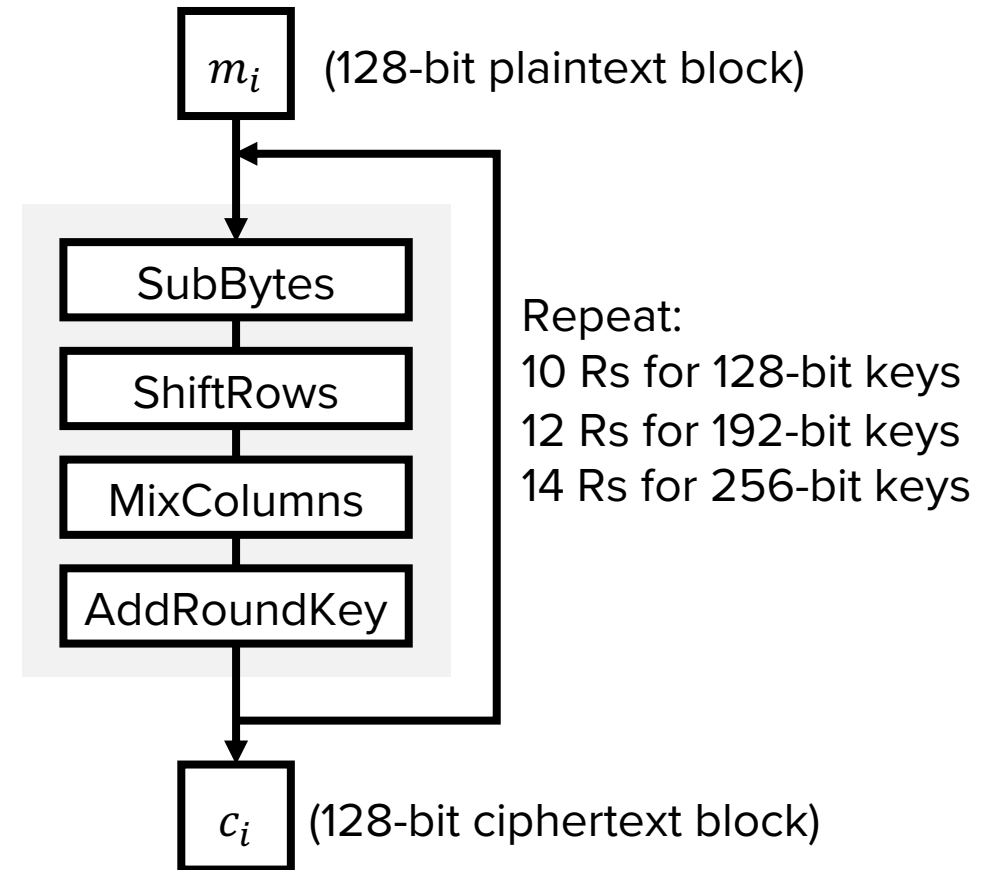 m_i (128-bit plaintext block)
SubBytes
ShiftRows
MixColumns
AddRoundKey
Repeat:
10 Rs for 128-bit keys
12 Rs for 192-bit keys
14 Rs for 256-bit keys
c_i (128-bit ciphertext block)